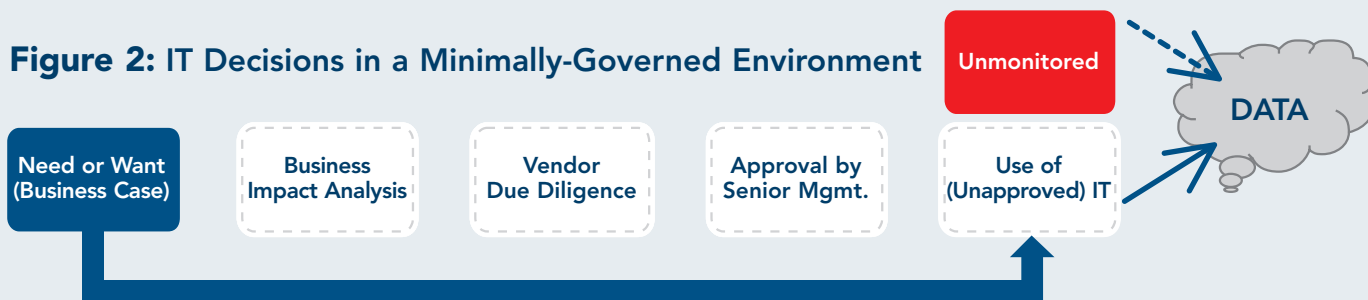 Figure 2: IT Decisions in a Minimally-Governed Environment
Unmonitored
DATA
Need or Want
(Business Case)
Business
Impact Analysis
Vendor
Due Diligence
Approval by
Senior Mgmt.
Use of
(Unapproved) IT